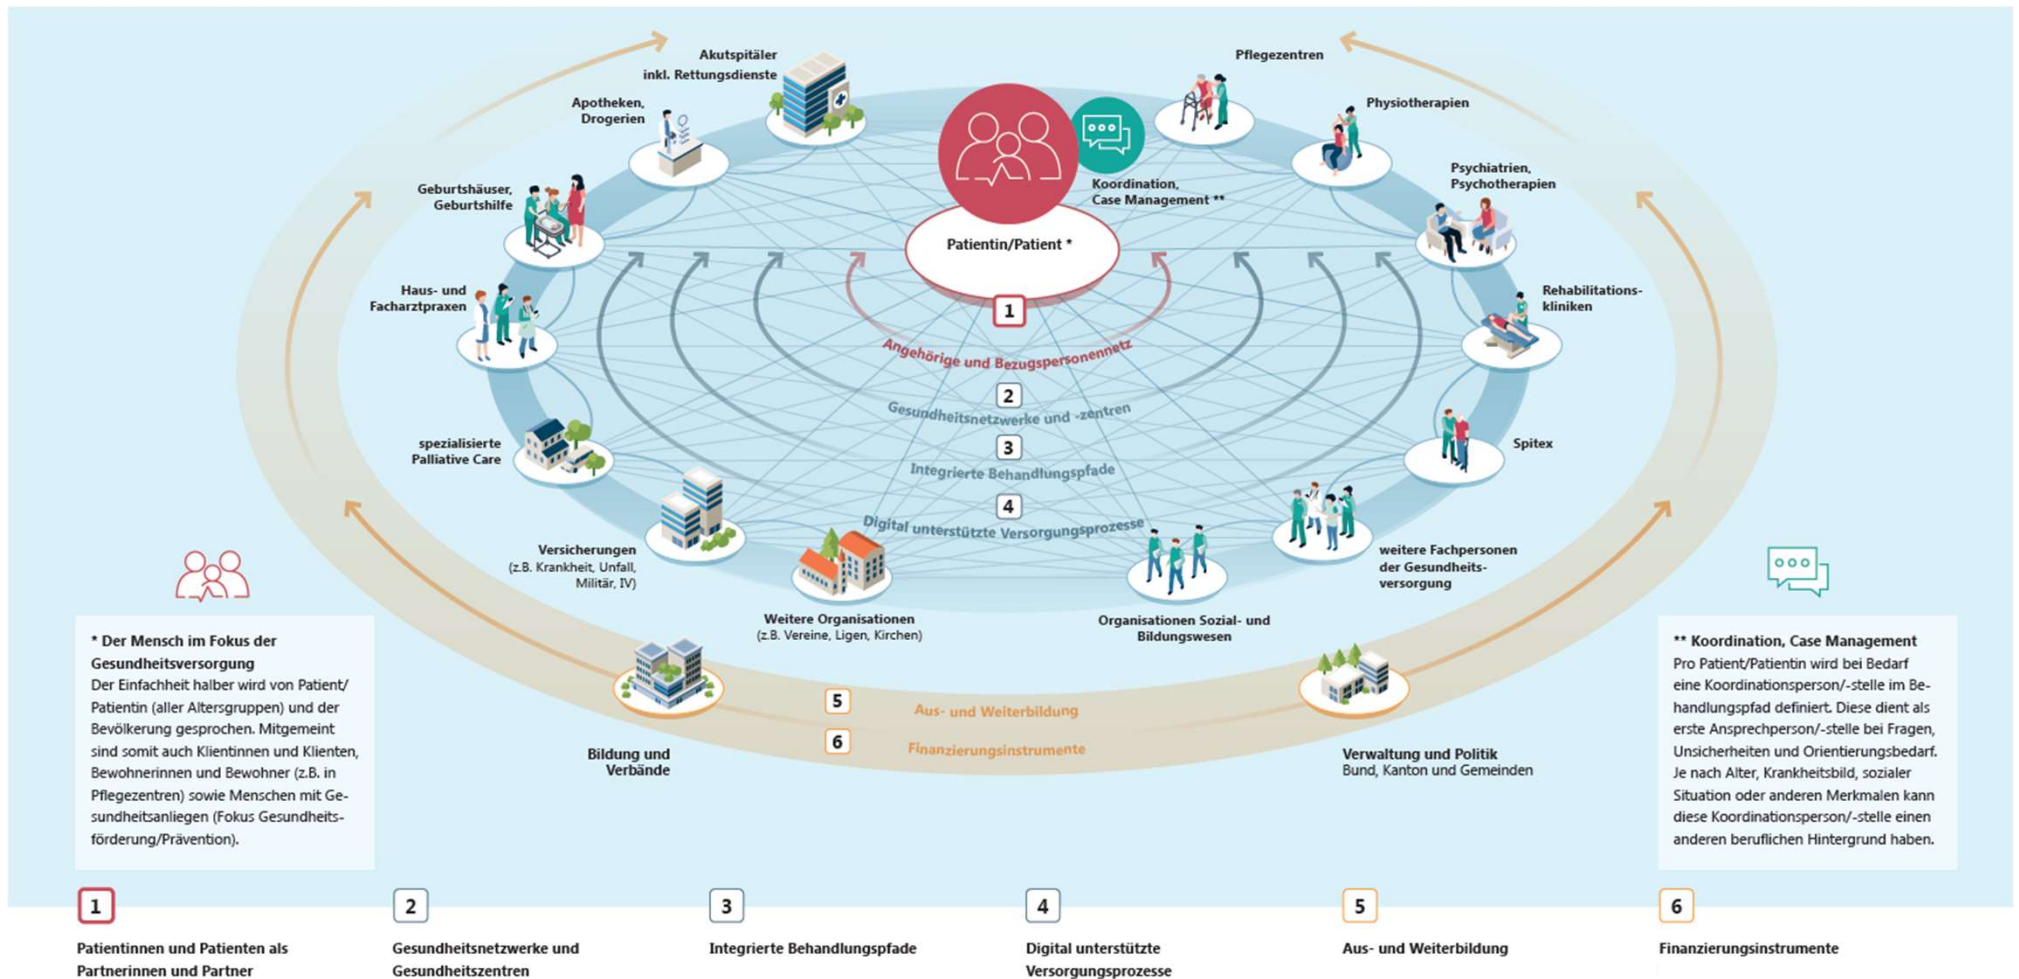 Akutspitäler
inkl. Rettungsdienste
Pflegezentren
Apotheken,
Drogerien
Physiotherapien
Geburtshäuser,
Geburtshilfe
Koordination,
Case Management **
Psychiatrien,
Psychotherapien
Patientin/Patient *
Haus- und
Facharztpraxen
Rehabilitations-
kliniken
1
Angehörige und Bezugspersonennetz
2
Gesundheitsnetzwerke und -zentren
3
Integrierte Behandlungspfade
4
Digital unterstützte Versorgungsprozesse
spezialisierte
Palliative Care
Spitex
Versicherungen
(z.B. Krankheit, Unfall,
Militär, IV)
weitere Fachpersonen
der Gesundheits-
versorgung
Weitere Organisationen
(z.B. Vereine, Ligen, Kirchen)
Organisationen Sozial- und
Bildungswesen
5
Aus- und Weiterbildung
6
Finanzierungsinstrumente
Bildung und
Verbände
Verwaltung und Politik
Bund, Kanton und Gemeinden
* Der Mensch im Fokus der
Gesundheitsversorgung
Der Einfachheit halber wird von Patient/
Patientin (aller Altersgruppen) und der
Bevölkerung gesprochen. Mitgemeint
sind somit auch Klientinnen und Klienten,
Bewohnerinnen und Bewohner (z.B. in
Pflegezentren) sowie Menschen mit Ge-
sundheitsanliegen (Fokus Gesundheits-
förderung/Prävention).
** Koordination, Case Management
Pro Patient/Patientin wird bei Bedarf
eine Koordinationsperson/-stelle im Be-
handlungspfad definiert. Diese dient als
erste Ansprechperson/-stelle bei Fragen,
Unsicherheiten und Orientierungsbedarf.
Je nach Alter, Krankheitsbild, sozialer
Situation oder anderen Merkmalen kann
diese Koordinationsperson/-stelle einen
anderen beruflichen Hintergrund haben.
1
Patientinnen und Patienten als
Partnerinnen und Partner
2
Gesundheitsnetzwerke und
Gesundheitszentren
3
Integrierte Behandlungspfade
4
Digital unterstützte
Versorgungsprozesse
5
Aus- und Weiterbildung
6
Finanzierungsinstrumente